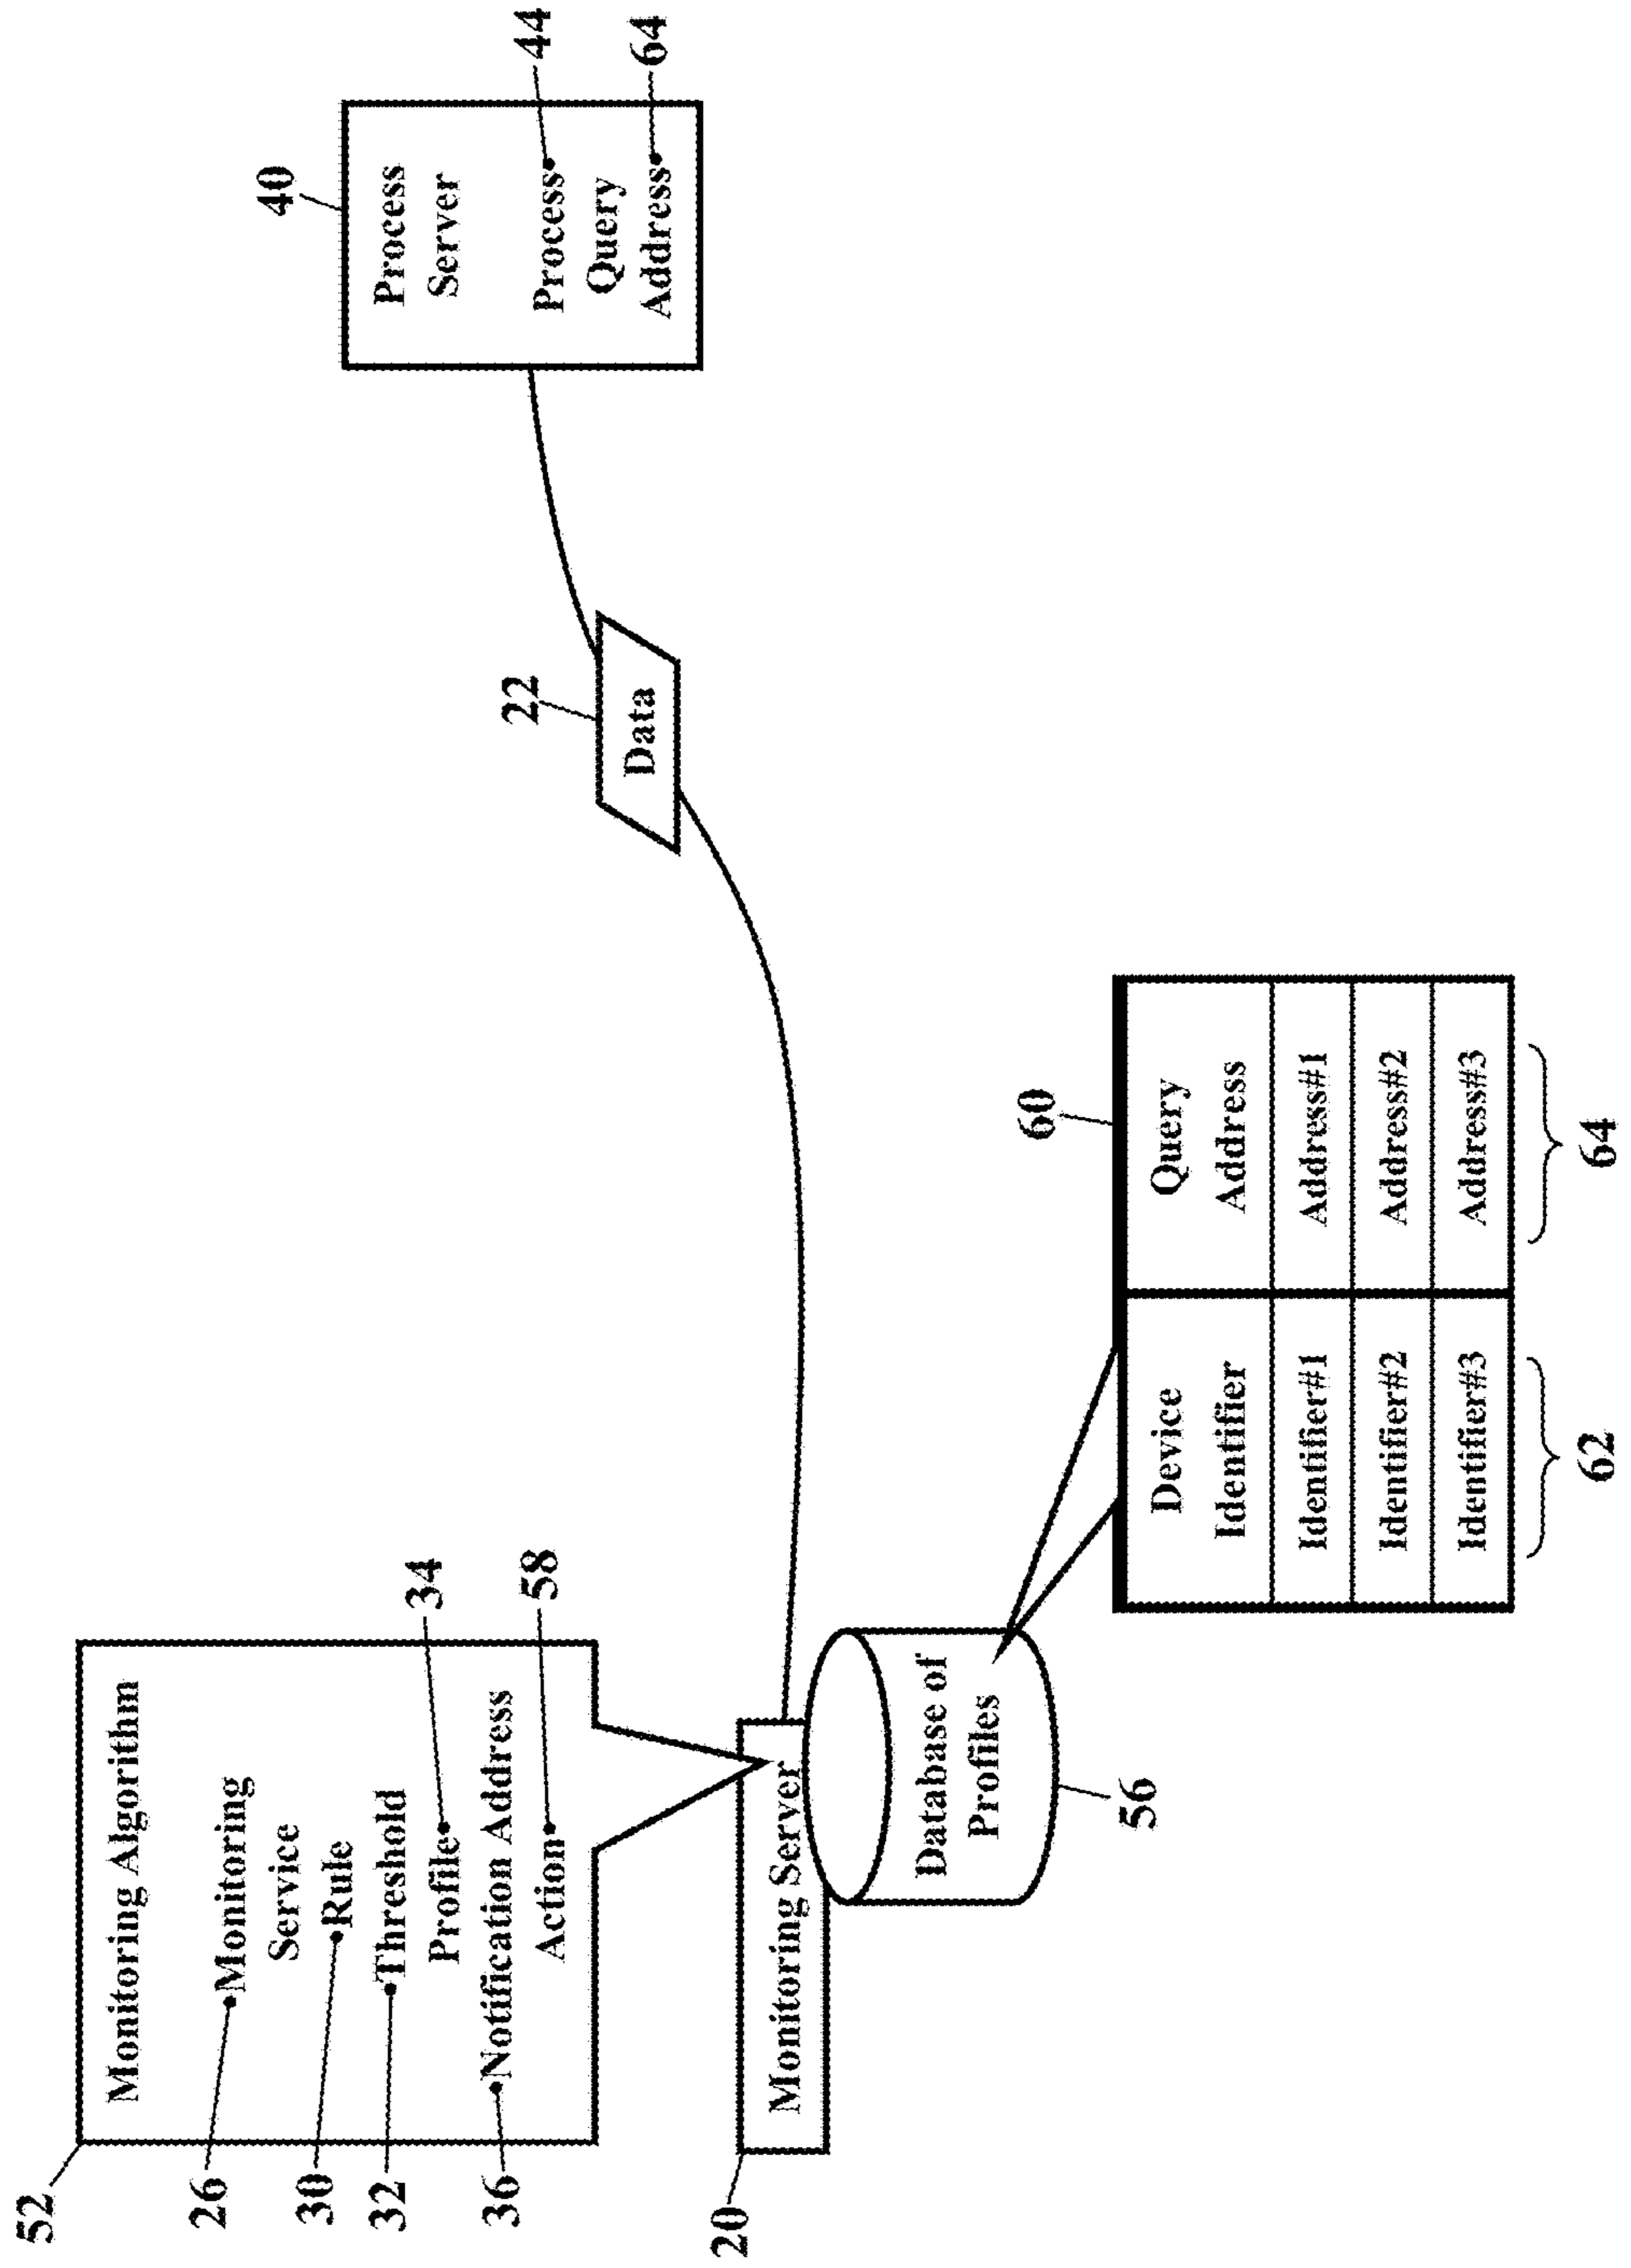 52
Monitoring Algorithm
26
Monitoring
Service
30
Rule
32
Threshold
Profile
34
36
Notification Address
Action
58
20
Monitoring Server
Database of
Profiles
56
22
Data
40
Process
Server
Process
44
Query
Address
64
60
Device
Identifier
Query
Address
Identifier#1
Address#1
Identifier#2
Address#2
Identifier#3
Address#3
62
64